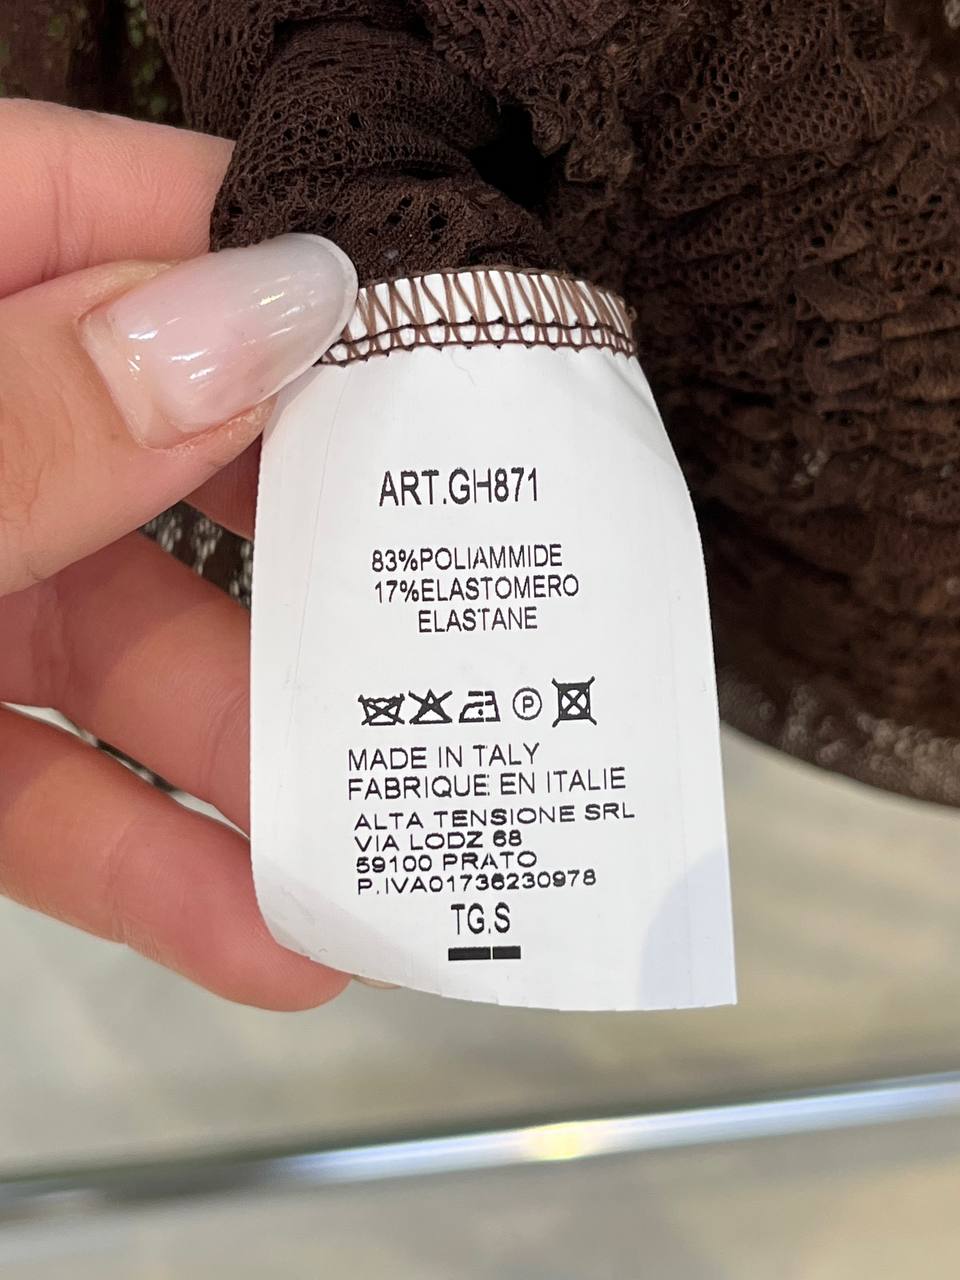 ART.GH871
83%POLIAMMIDE
17%ELASTOMERO
ELASTANE
P
MADE IN ITALY
FABRIQUE EN ITALIE
ALTA TENSIONE SRL
VIA LODZ 68
59100 PRATO
P.IVA01736230978
TG.S